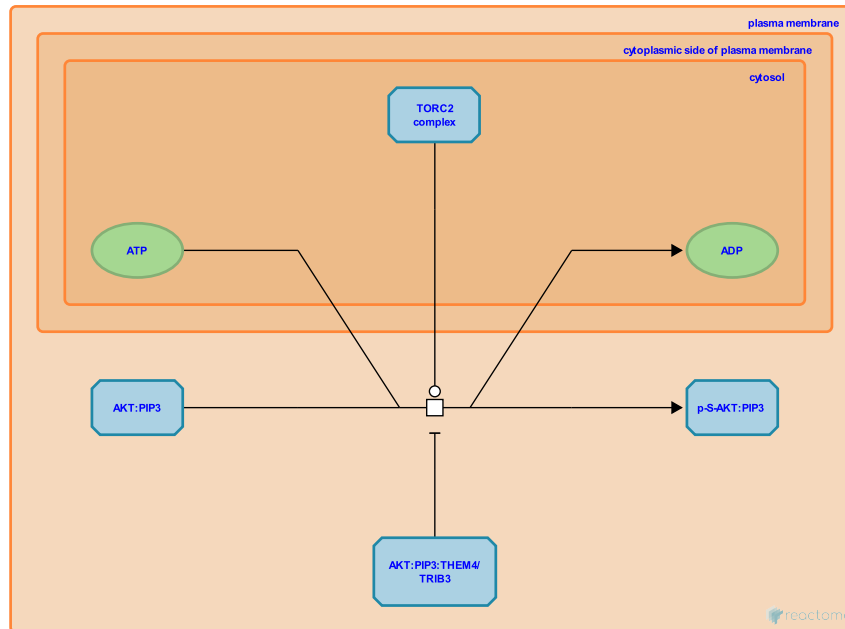 plasma membrane
cytoplasmic side of plasma membrane
cytosol
TORC2
complex
ATP
ADP
AKT:PIP3
p-S-AKT:PIP3
AKT:PIP3:THEM4/
TRIB3
reactome